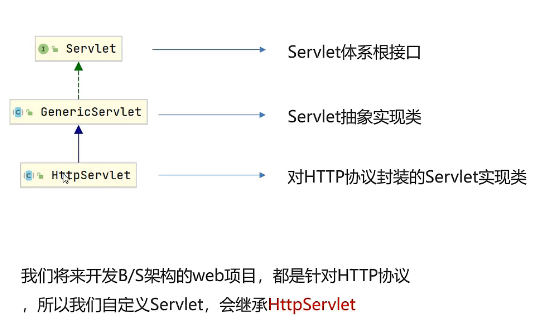 Servlet
Servlet体系根接口
GenericServlet
Servlet抽象实现类
HttpServlet
对HTTP协议封装的Servlet实现类
我们将来开发B/S架构的web项目，都是针对HTTP协议
，所以我们自定义Servlet，会继承HttpServlet